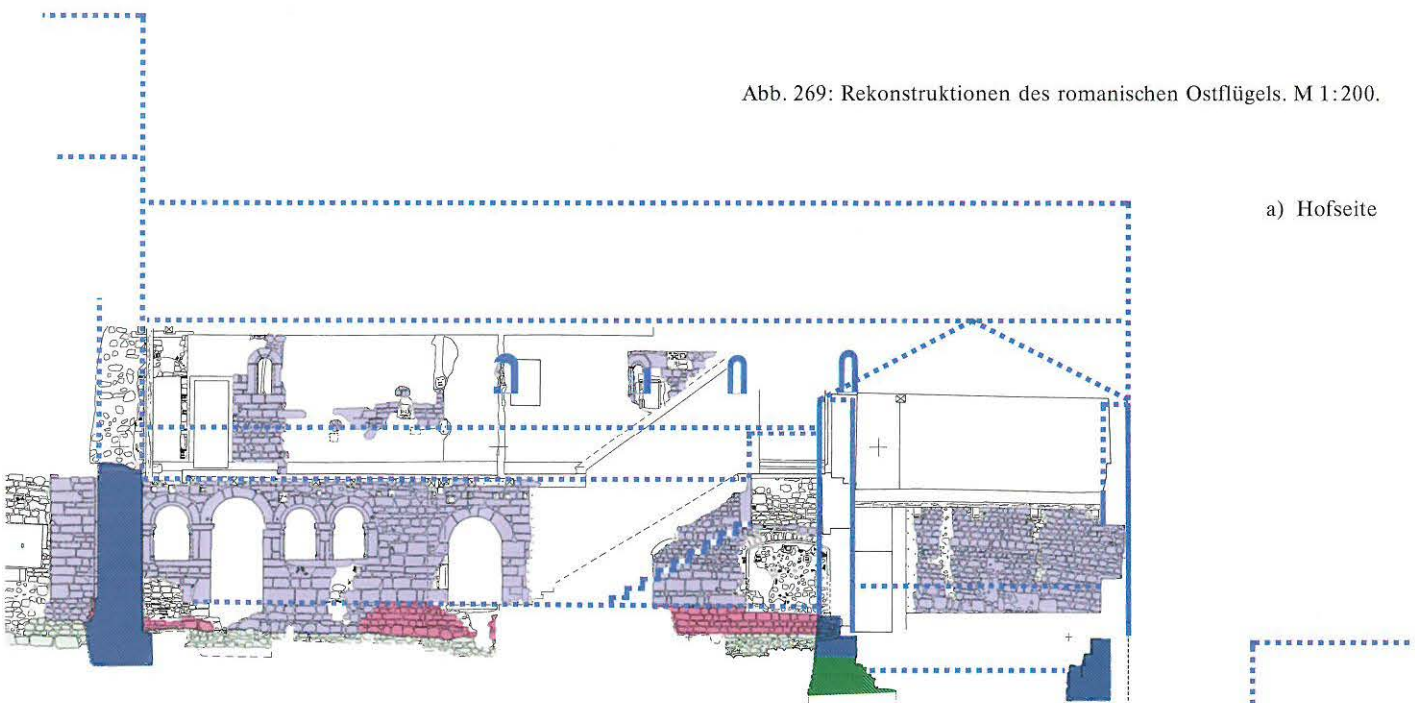 Abb. 269: Rekonstruktionen des romanischen Ostflügels. M 1:200.
a) Hofseite